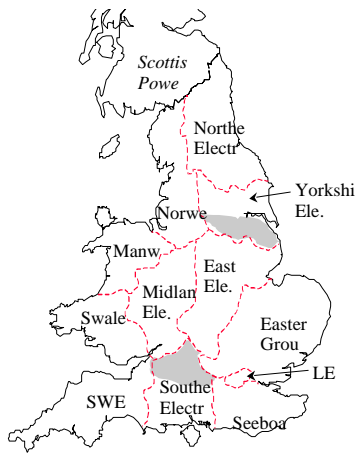 Scottis
Powe
Northe
Electr
Yorkshi
Ele.
Norwe
Manw
East
Ele.
Midlan
Ele.
Swale
Easter
Grou
LE
Southe
Electr
SWE
Seeboa